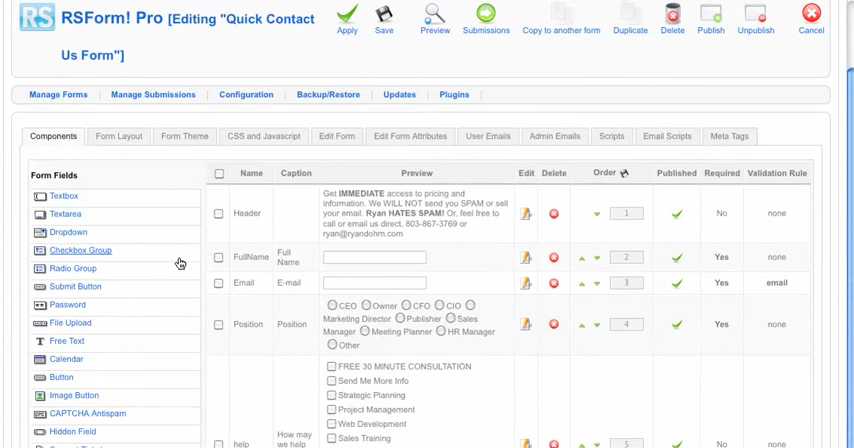 RS RSForm! Pro [Editing "Quick Contact
Us Form"]
Apply Save Preview Submissions Copy to another form Duplicate Delete Publish Unpublish Cancel
Manage Forms Manage Submissions Configuration Backup/Restore Updates Plugins
Components Form Layout Form Theme CSS and Javascript Edit Form Edit Form Attributes User Emails Admin Emails Scripts Email Scripts Meta Tags
Form Fields
Textbox
Textarea
Dropdown
Checkbox Group
Radio Group
Submit Button
Password
File Upload
T Free Text
Calendar
Button
Image Button
CAPTCHA Antispam
Hidden Field
Name Caption Preview Edit Delete Order Published Required Validation Rule
Header
Get IMMEDIATE access to pricing and
information. We WILL NOT send you SPAM or sell
your email. Ryan HATES SPAM! Or, feel free to
call or email us direct. 803-867-3769 or
ryan@ryandohrn.com
1 No none
FullName Full
Name
2 Yes none
Email E-mail 3 Yes email
Position Position
CEO Owner CFO CIO
Marketing Director Publisher Sales
Manager Meeting Planner HR Manager
Other
4 Yes none
help How may
we help
FREE 30 MINUTE CONSULTATION
Send Me More Info
Strategic Planning
Project Management
Web Development
Sales Training
5 No none